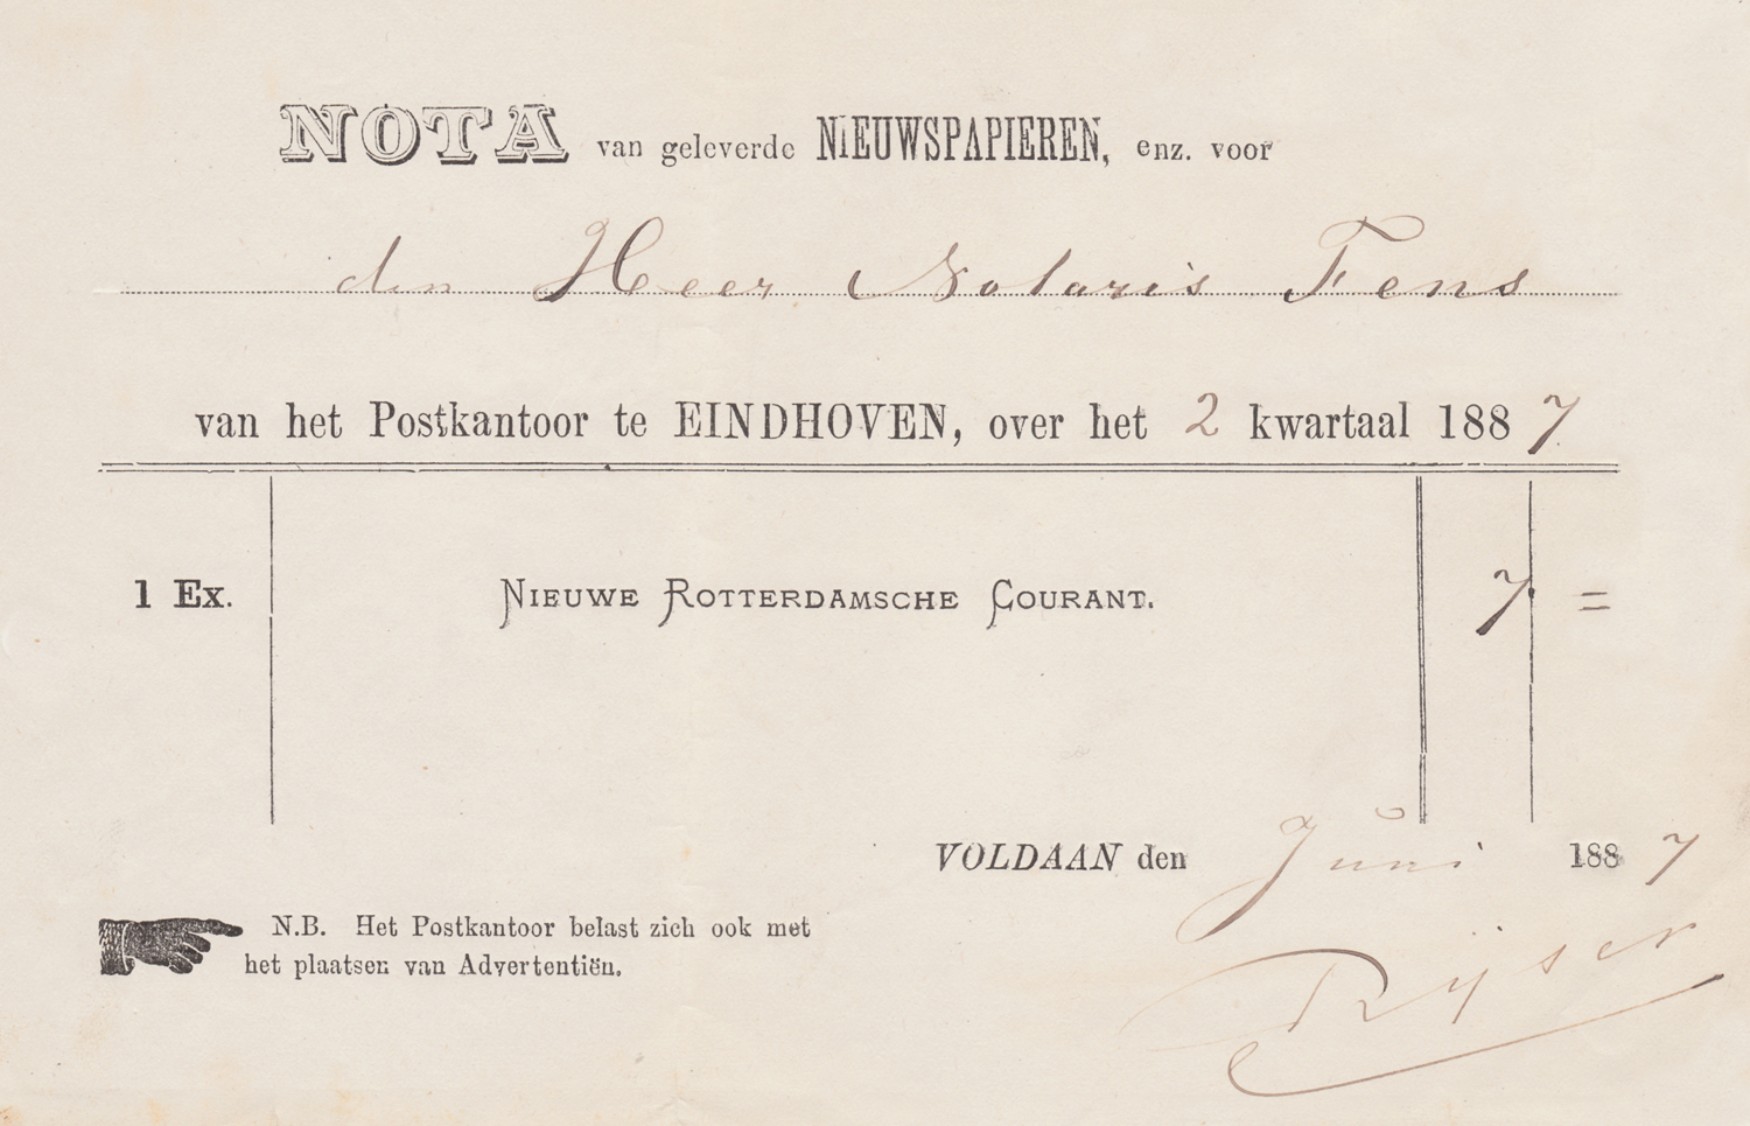 NOTA van geleverde NIEUWSPAPIEREN, enz. voor
den Heer Notaris Fens
van het Postkantoor te EINDHOVEN, over het 2 kwartaal 1887
1 Ex. NIEUWE ROTTERDAMSCHE COURANT. 7 =
VOLDAAN den Juni 1887
N.B. Het Postkantoor belast zich ook met
het plaatsen van Advertentiën.
Rijser